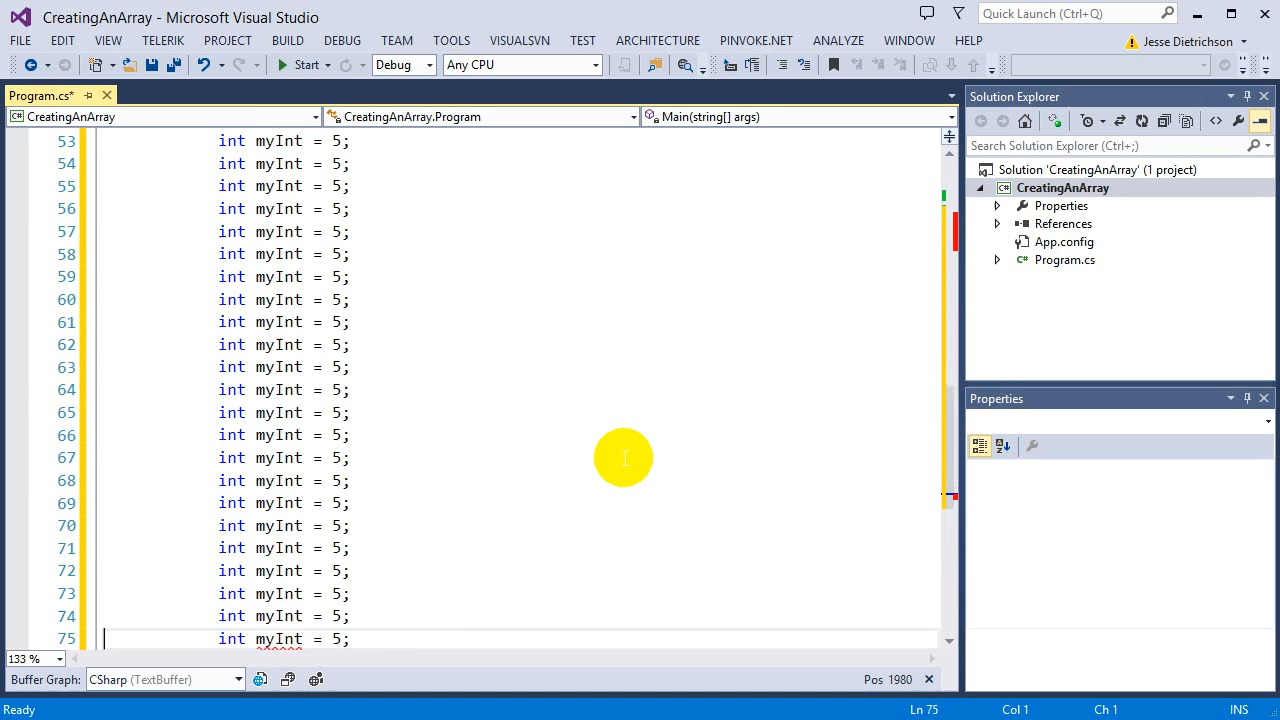 CreatingAnArray - Microsoft Visual Studio
Quick Launch (Ctrl+Q)
FILE EDIT VIEW TELERIK PROJECT BUILD DEBUG TEAM TOOLS VISUALSVN TEST ARCHITECTURE PINVOKE.NET ANALYZE WINDOW HELP Jesse Dietrichson
Start Debug Any CPU
Program.cs*
CreatingAnArray CreatingAnArray.Program Main(string[] args)
53 int myInt = 5;
54 int myInt = 5;
55 int myInt = 5;
56 int myInt = 5;
57 int myInt = 5;
58 int myInt = 5;
59 int myInt = 5;
60 int myInt = 5;
61 int myInt = 5;
62 int myInt = 5;
63 int myInt = 5;
64 int myInt = 5;
65 int myInt = 5;
66 int myInt = 5;
67 int myInt = 5;
68 int myInt = 5;
69 int myInt = 5;
70 int myInt = 5;
71 int myInt = 5;
72 int myInt = 5;
73 int myInt = 5;
74 int myInt = 5;
75 int myInt = 5;
133 %
Buffer Graph: CSharp (TextBuffer) Pos 1980
Solution Explorer
Search Solution Explorer (Ctrl+;)
Solution 'CreatingAnArray' (1 project)
C# CreatingAnArray
Properties
References
App.config
C# Program.cs
Properties
Ready Ln 75 Col 1 Ch 1 INS